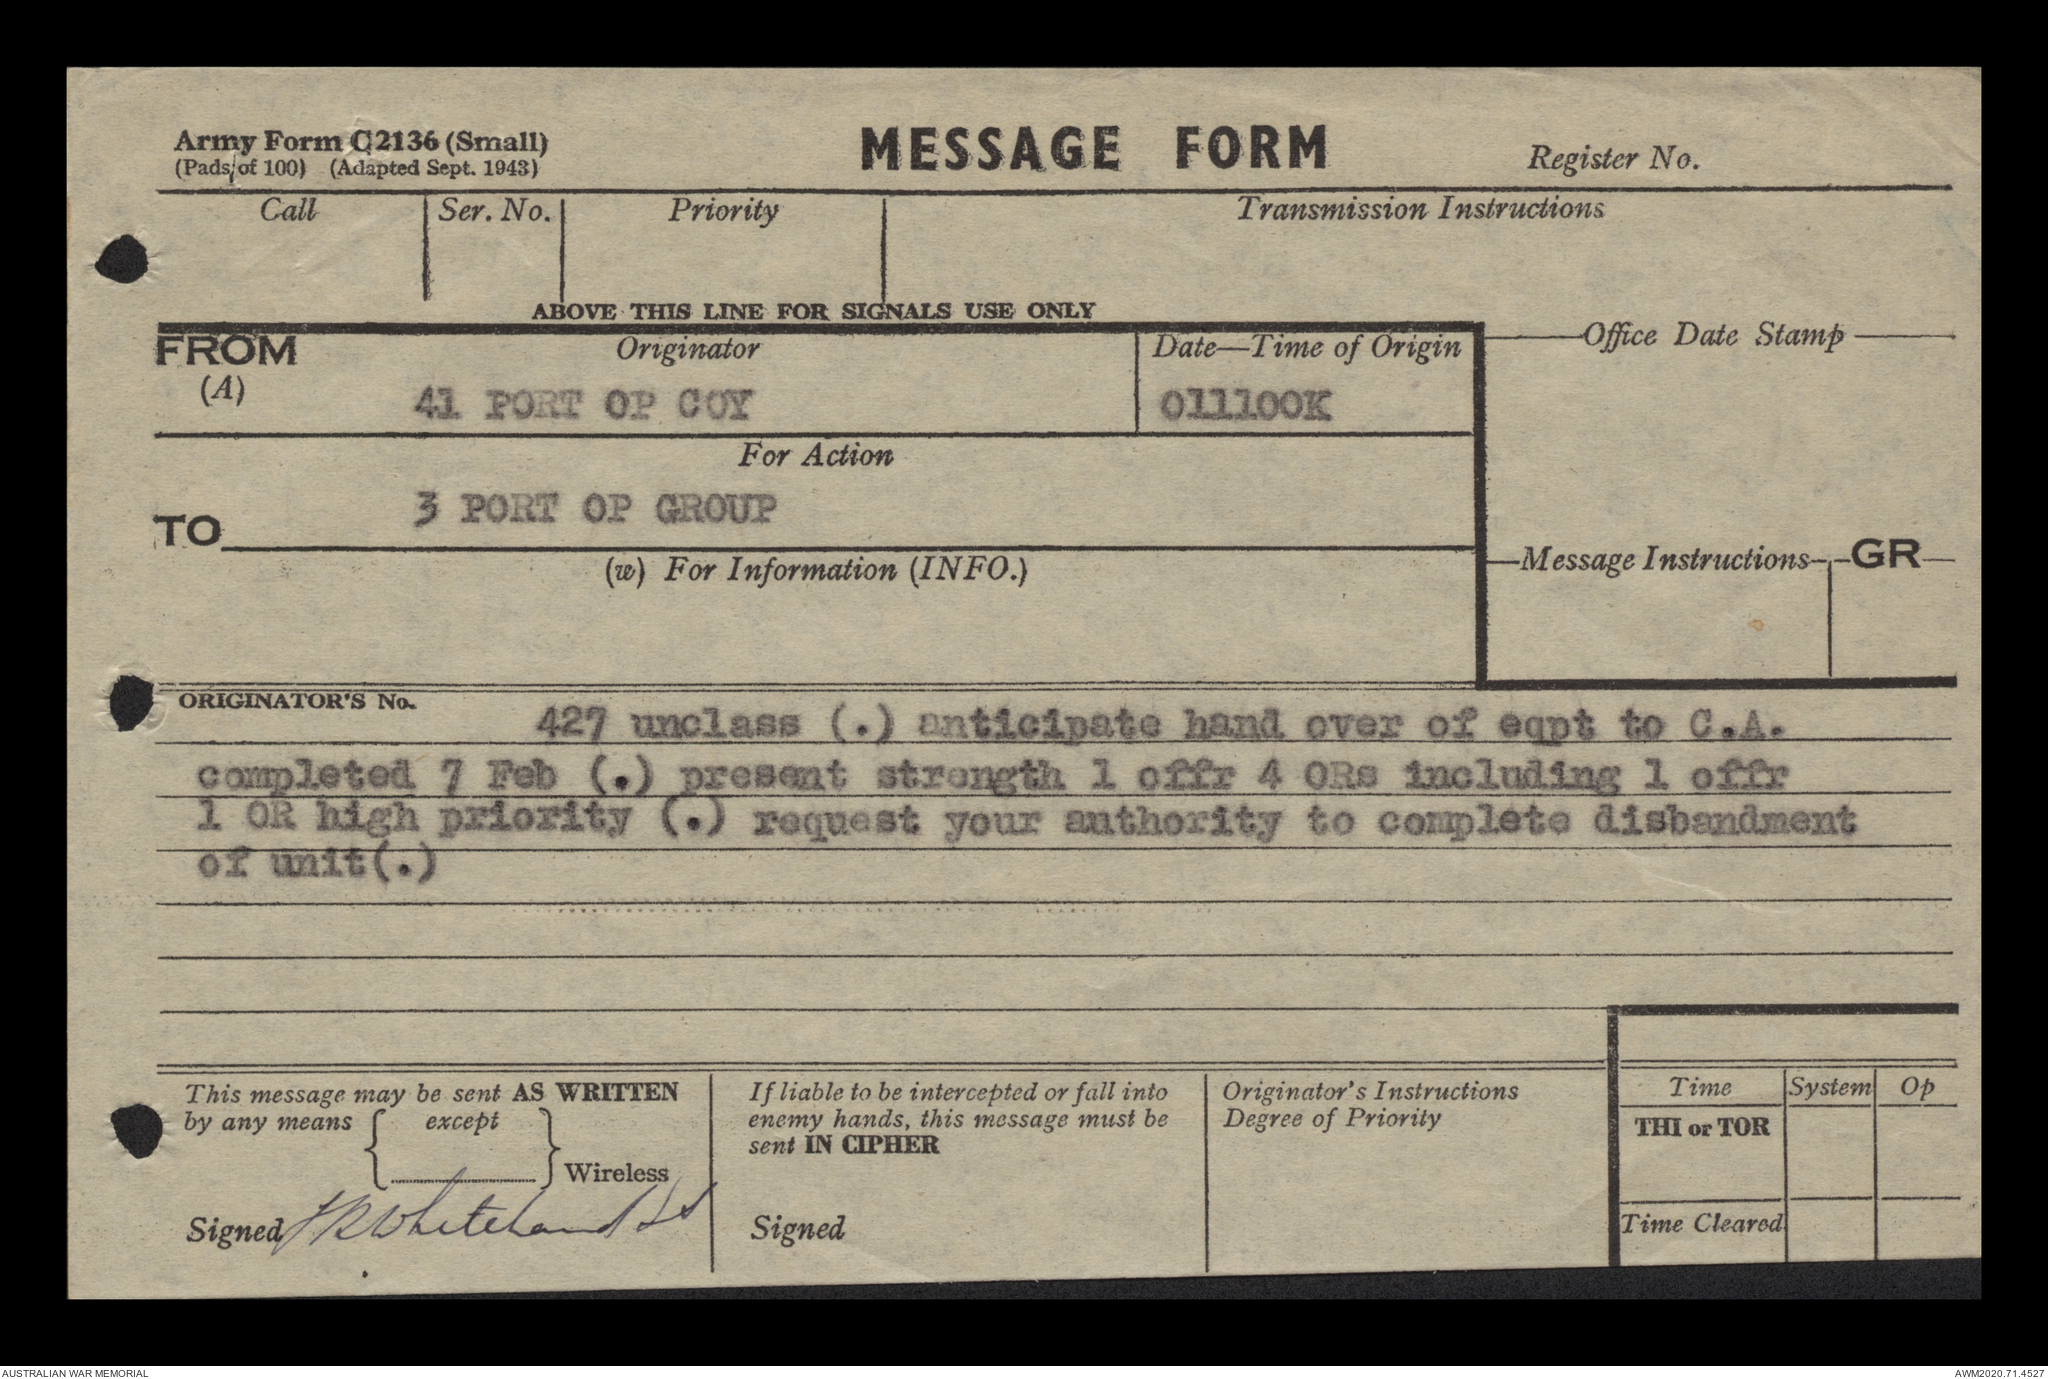 Army Form C2136 (Small)
(Pads of 100) (Adapted Sept. 1943)
MESSAGE FORM
Register No.
Call
Ser. No.
Priority
Transmission Instructions
ABOVE THIS LINE FOR SIGNALS USE ONLY
FROM
(A)
Originator
41 PORT OP COY
Date—Time of Origin
011100K
Office Date Stamp
For Action
TO
3 PORT OP GROUP
(w) For Information (INFO.)
Message Instructions
GR
ORIGINATOR'S No.
427 unclass (.) anticipate hand over of eqpt to C.A.
completed 7 Feb (.) present strength 1 offr 4 ORs including 1 offr
1 OR high priority (.) request your authority to complete disbandment
of unit(.)
This message may be sent AS WRITTEN
by any means
except
Wireless
Signed Whitehand Lt
If liable to be intercepted or fall into
enemy hands, this message must be
sent IN CIPHER
Signed
Originator's Instructions
Degree of Priority
Time
System
Op
THI or TOR
Time Cleared
AUSTRALIAN WAR MEMORIAL
AWM2020.71.4527